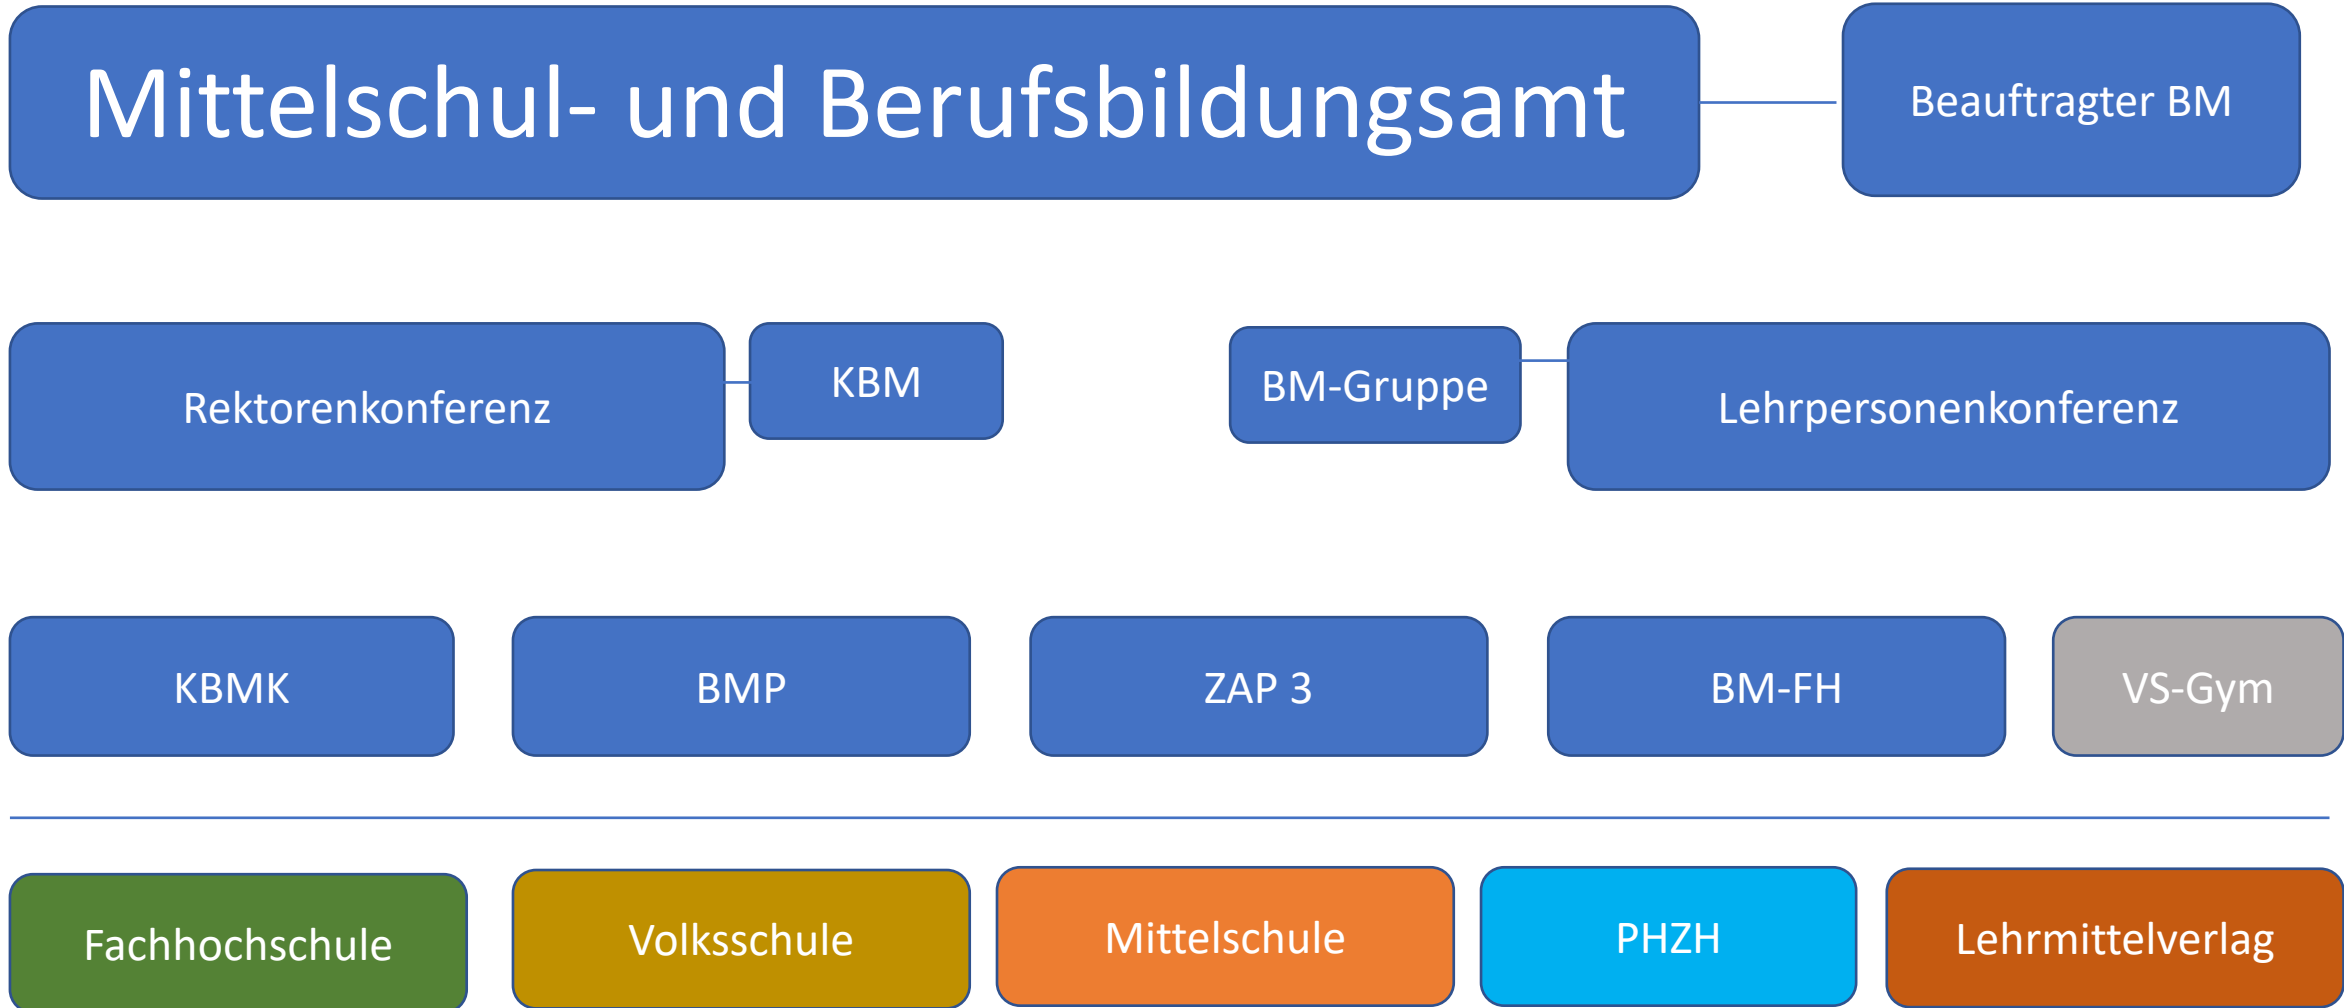 Mittelschul- und Berufsbildungsamt
Beauftragter BM
Rektorenkonferenz
KBM
BM-Gruppe
Lehrpersonenkonferenz
KBMK
BMP
ZAP 3
BM-FH
VS-Gym
Fachhochschule
Volksschule
Mittelschule
PHZH
Lehrmittelverlag